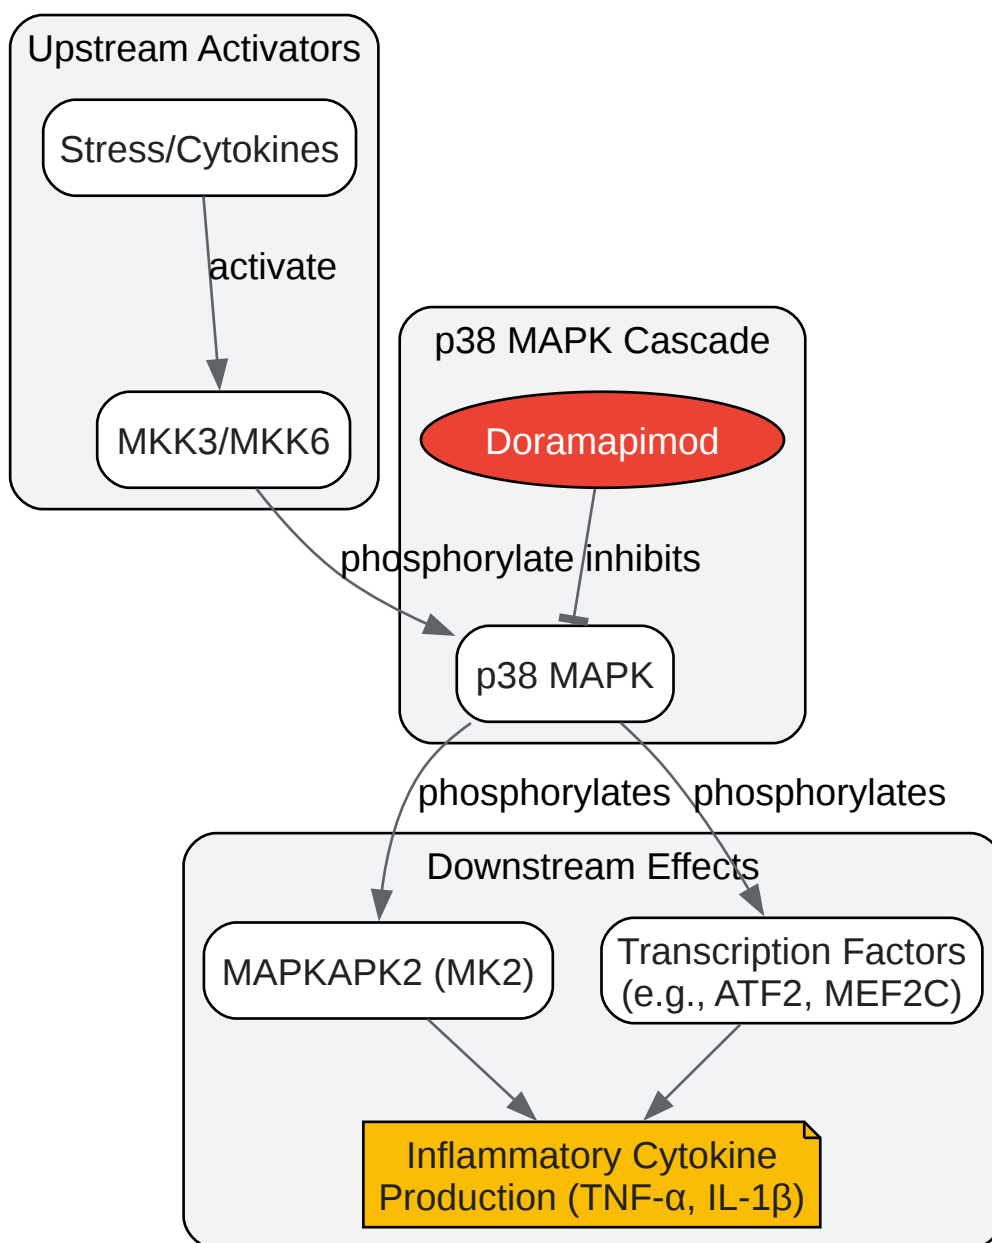 Upstream Activators
Stress/Cytokines
activate
MKK3/MKK6
p38 MAPK Cascade
Doramapimod
phosphorylate
inhibits
p38 MAPK
phosphorylates
phosphorylates
Downstream Effects
MAPKAPK2 (MK2)
Transcription Factors
(e.g., ATF2, MEF2C)
Inflammatory Cytokine
Production (TNF-α, IL-1β)